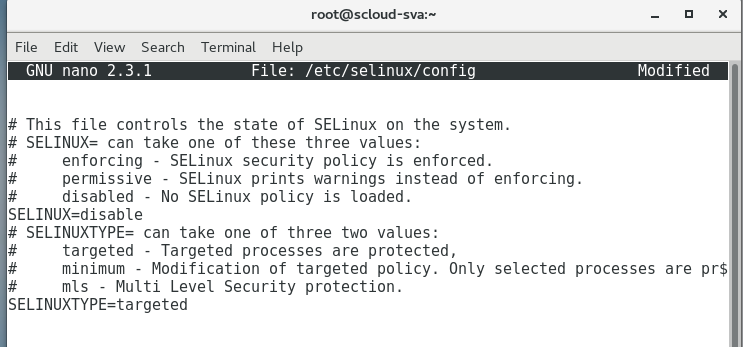 root@scloud-sva:~
File Edit View Search Terminal Help
GNU nano 2.3.1 File: /etc/selinux/config Modified
# This file controls the state of SELinux on the system.
# SELINUX= can take one of these three values:
#     enforcing - SELinux security policy is enforced.
#     permissive - SELinux prints warnings instead of enforcing.
#     disabled - No SELinux policy is loaded.
SELINUX=disable
# SELINUXTYPE= can take one of three two values:
#     targeted - Targeted processes are protected,
#     minimum - Modification of targeted policy. Only selected processes are pr$
#     mls - Multi Level Security protection.
SELINUXTYPE=targeted